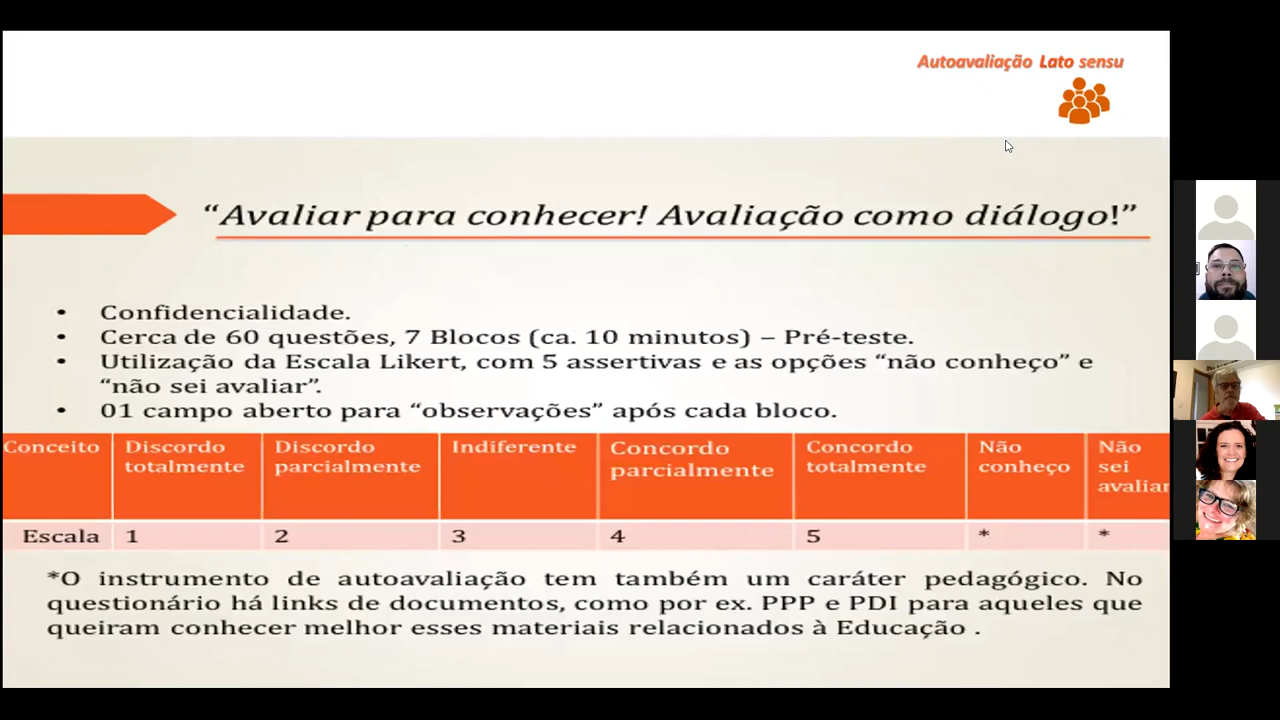 Autoavaliação Lato sensu
“Avaliar para conhecer! Avaliação como diálogo!”
• Confidencialidade.
• Cerca de 60 questões, 7 Blocos (ca. 10 minutos) – Pré-teste.
• Utilização da Escala Likert, com 5 assertivas e as opções “não conheço” e
“não sei avaliar”.
• 01 campo aberto para “observações” após cada bloco.
Conceito Discordo totalmente Discordo parcialmente Indiferente Concordo parcialmente Concordo totalmente Não conheço Não sei avaliar
Escala 1 2 3 4 5 * *
*O instrumento de autoavaliação tem também um caráter pedagógico. No
questionário há links de documentos, como por ex. PPP e PDI para aqueles que
queiram conhecer melhor esses materiais relacionados à Educação .